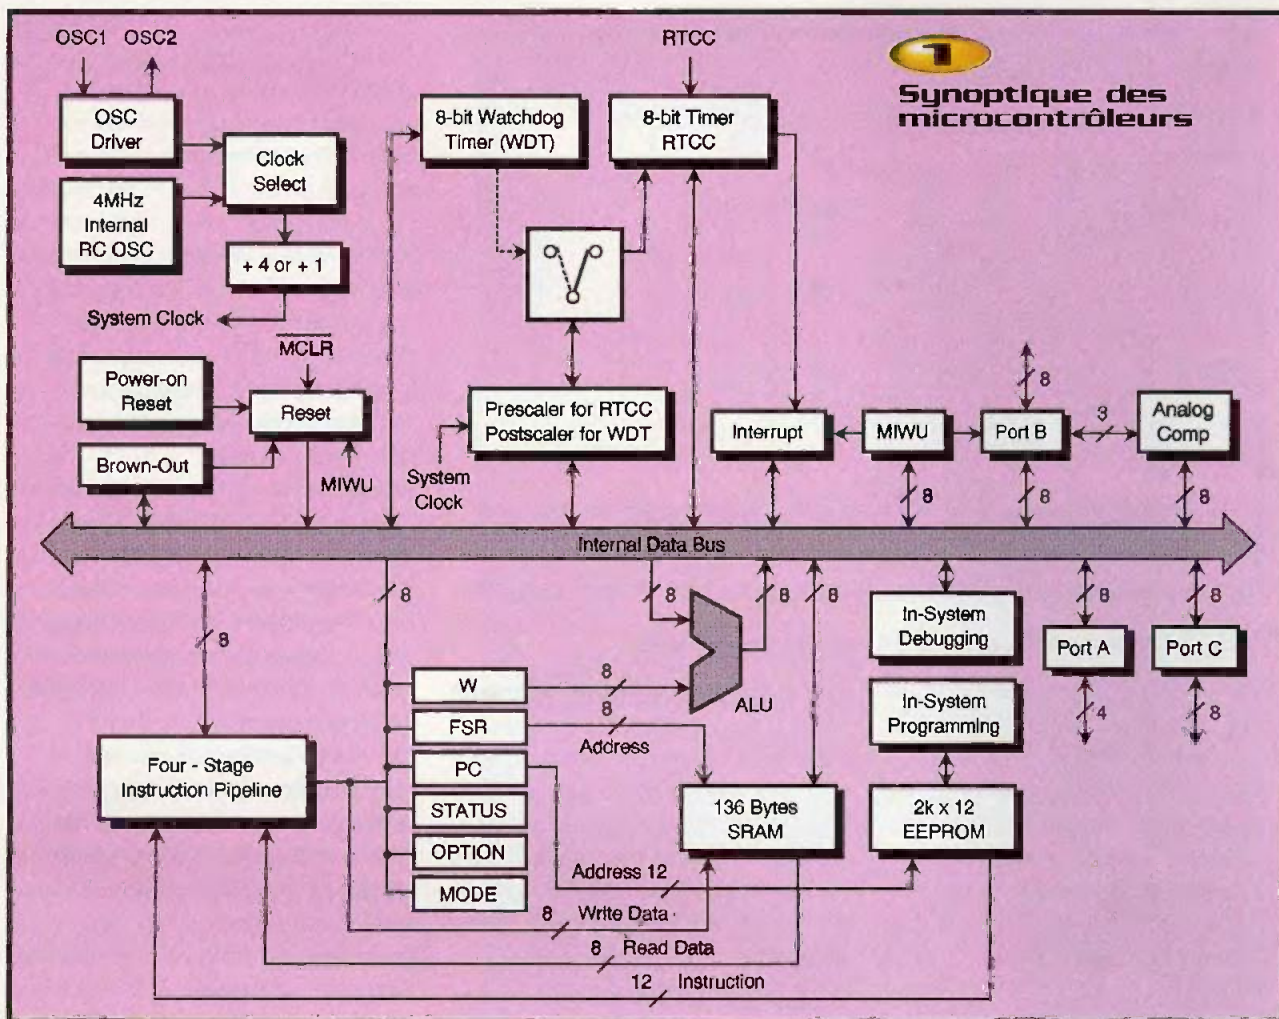 1
Synoptique des
microcontrôleurs
OSC1 OSC2
RTCC
OSC
Driver
Clock
Select
4MHz
Internal
RC OSC
+ 4 or + 1
System Clock
8-bit Watchdog
Timer (WDT)
8-bit Timer
RTCC
MCLR
Power-on
Reset
Reset
Brown-Out
MIWU
Prescaler for RTCC
Postscaler for WDT
System
Clock
Interrupt
MIWU
8
Port B
3
Analog
Comp
8
8
8
Internal Data Bus
8
8
8
8
8
8
8
In-System
Debugging
Port A
Port C
4
8
In-System
Programming
W
8
ALU
FSR
8
Address
PC
STATUS
OPTION
MODE
Four - Stage
Instruction Pipeline
136 Bytes
SRAM
2k x 12
EEPROM
Address 12
8 Write Data
8 Read Data
12 Instruction